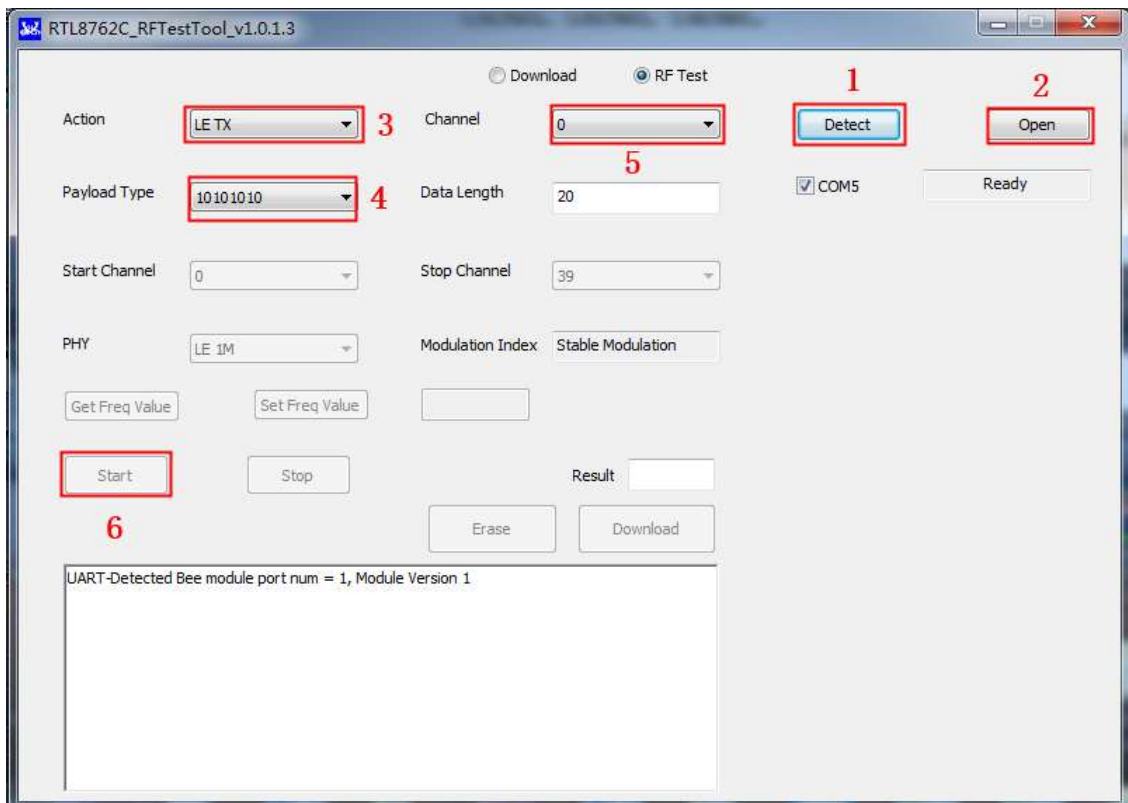 RTL8762C_RFTestTool_v1.0.1.3
Download RF Test
1 2
Action LE TX 3 Channel 0 Detect Open
5
Payload Type 10101010 4 Data Length 20 COM5 Ready
Start Channel 0 Stop Channel 39
PHY LE 1M Modulation Index Stable Modulation
Get Freq Value Set Freq Value
Start Stop Result
6 Erase Download
UART-Detected Bee module port num = 1, Module Version 1